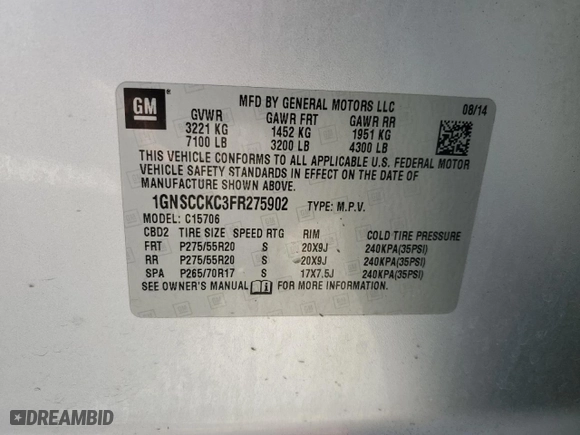 GM
MFD BY GENERAL MOTORS LLC 08/14
GVWR GAWR FRT GAWR RR
3221 KG 1452 KG 1951 KG
7100 LB 3200 LB 4300 LB
THIS VEHICLE CONFORMS TO ALL APPLICABLE U.S. FEDERAL MOTOR
VEHICLE SAFETY STANDARDS IN EFFECT ON THE DATE OF
MANUFACTURE SHOWN ABOVE.
1GNSCCKC3FR275902 TYPE: M.P.V.
MODEL: C15706
CBD2 TIRE SIZE SPEED RTG RIM COLD TIRE PRESSURE
FRT P275/55R20 S 20X9J 240KPA(35PSI)
RR P275/55R20 S 20X9J 240KPA(35PSI)
SPA P265/70R17 S 17X7.5J 240KPA(35PSI)
SEE OWNER'S MANUAL FOR MORE INFORMATION.
DREAMBID